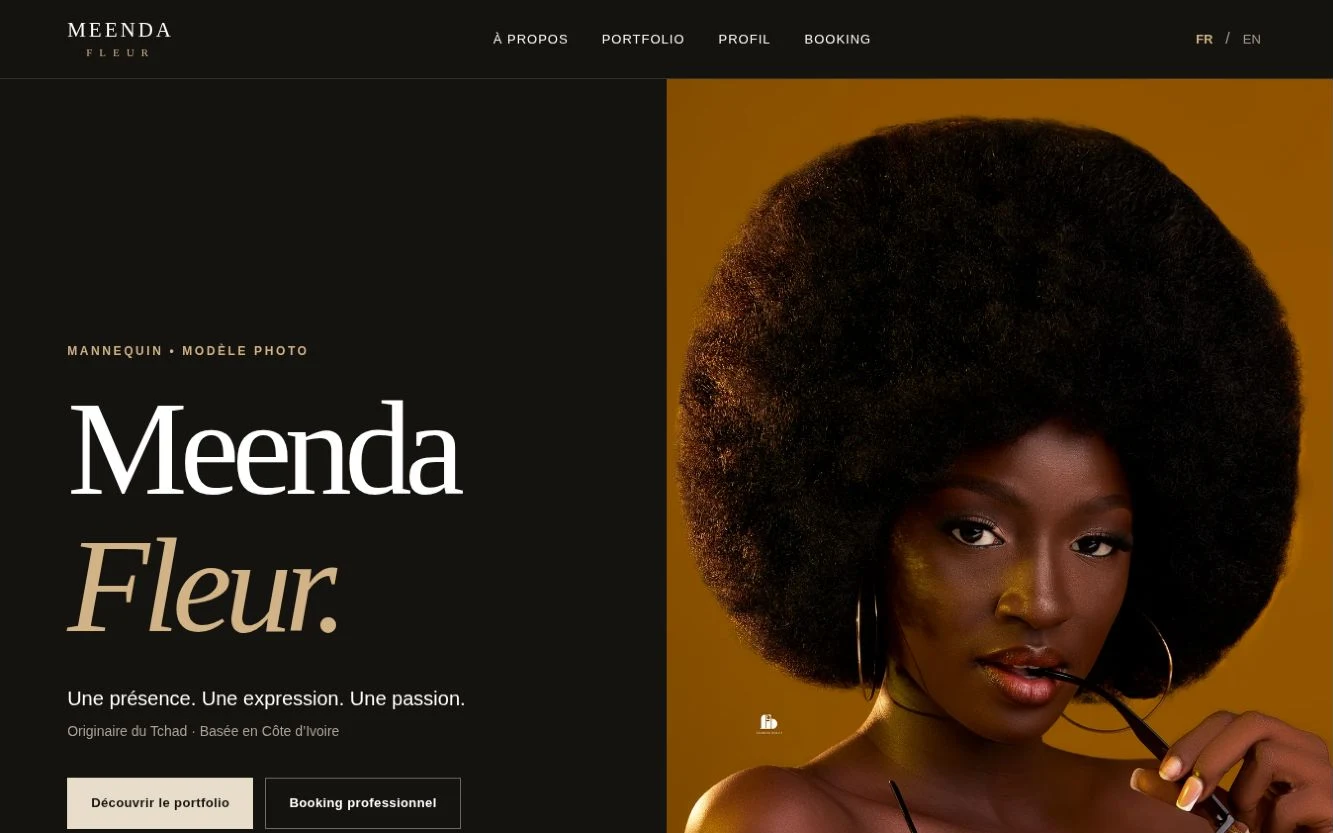 MEENDA
FLEUR
À PROPOS PORTFOLIO PROFIL BOOKING
FR / EN
MANNEQUIN • MODÈLE PHOTO
Meenda
Fleur.
Une présence. Une expression. Une passion.
Originaire du Tchad · Basée en Côte d’Ivoire
Découvrir le portfolio
Booking professionnel